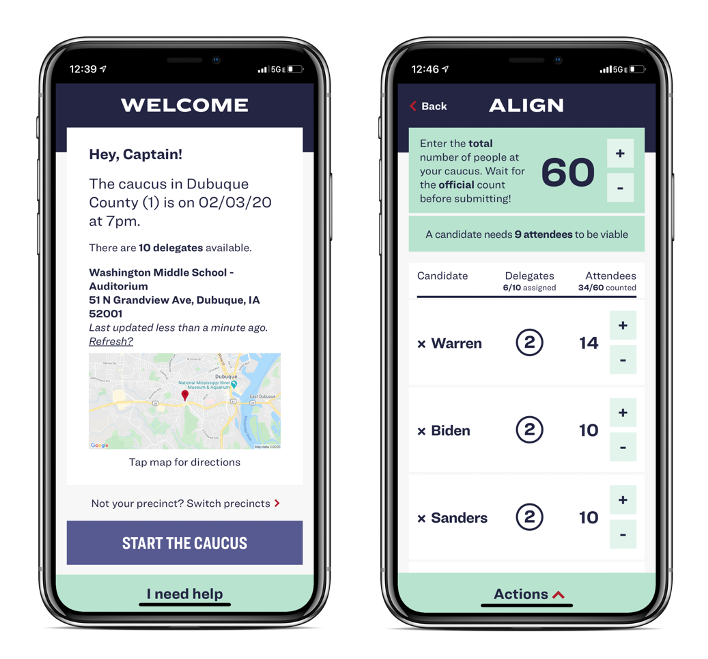 12:39
5GE
WELCOME
Hey, Captain!
The caucus in Dubuque
County (1) is on 02/03/20
at 7pm.
There are 10 delegates available.
Washington Middle School -
Auditorium
51 N Grandview Ave, Dubuque, IA
52001
Last updated less than a minute ago.
Refresh?
Dubuque
National Mississippi River
Museum & Aquarium
East Dubuque
Google
Map data ©2020
Tap map for directions
Not your precinct? Switch precincts
START THE CAUCUS
I need help
12:46
5GE
Back
ALIGN
Enter the total
number of people at
your caucus. Wait for
the official count
before submitting!
60
+
-
A candidate needs 9 attendees to be viable
Candidate Delegates Attendees
6/10 assigned 34/60 counted
× Warren 2 14 + -
× Biden 2 10 + -
× Sanders 2 10 + -
Actions